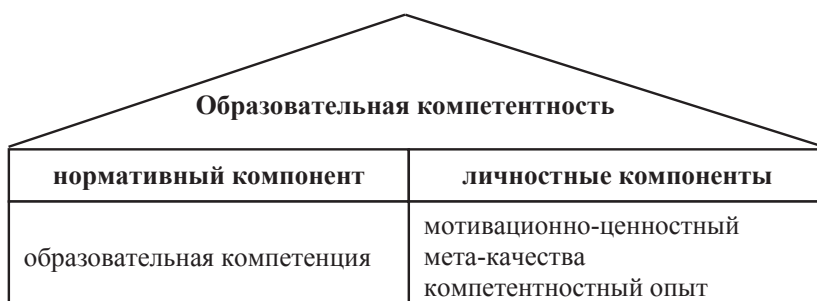 Образовательная компетентность
нормативный компонент
личностные компоненты
образовательная компетенция
мотивационно-ценностный
мета-качества
компетентностный опыт